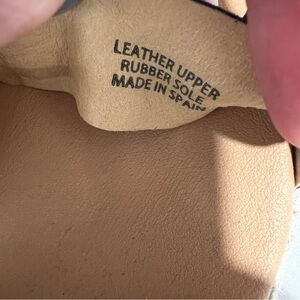 LEATHER UPPER
RUBBER SOLE
MADE IN SPAIN